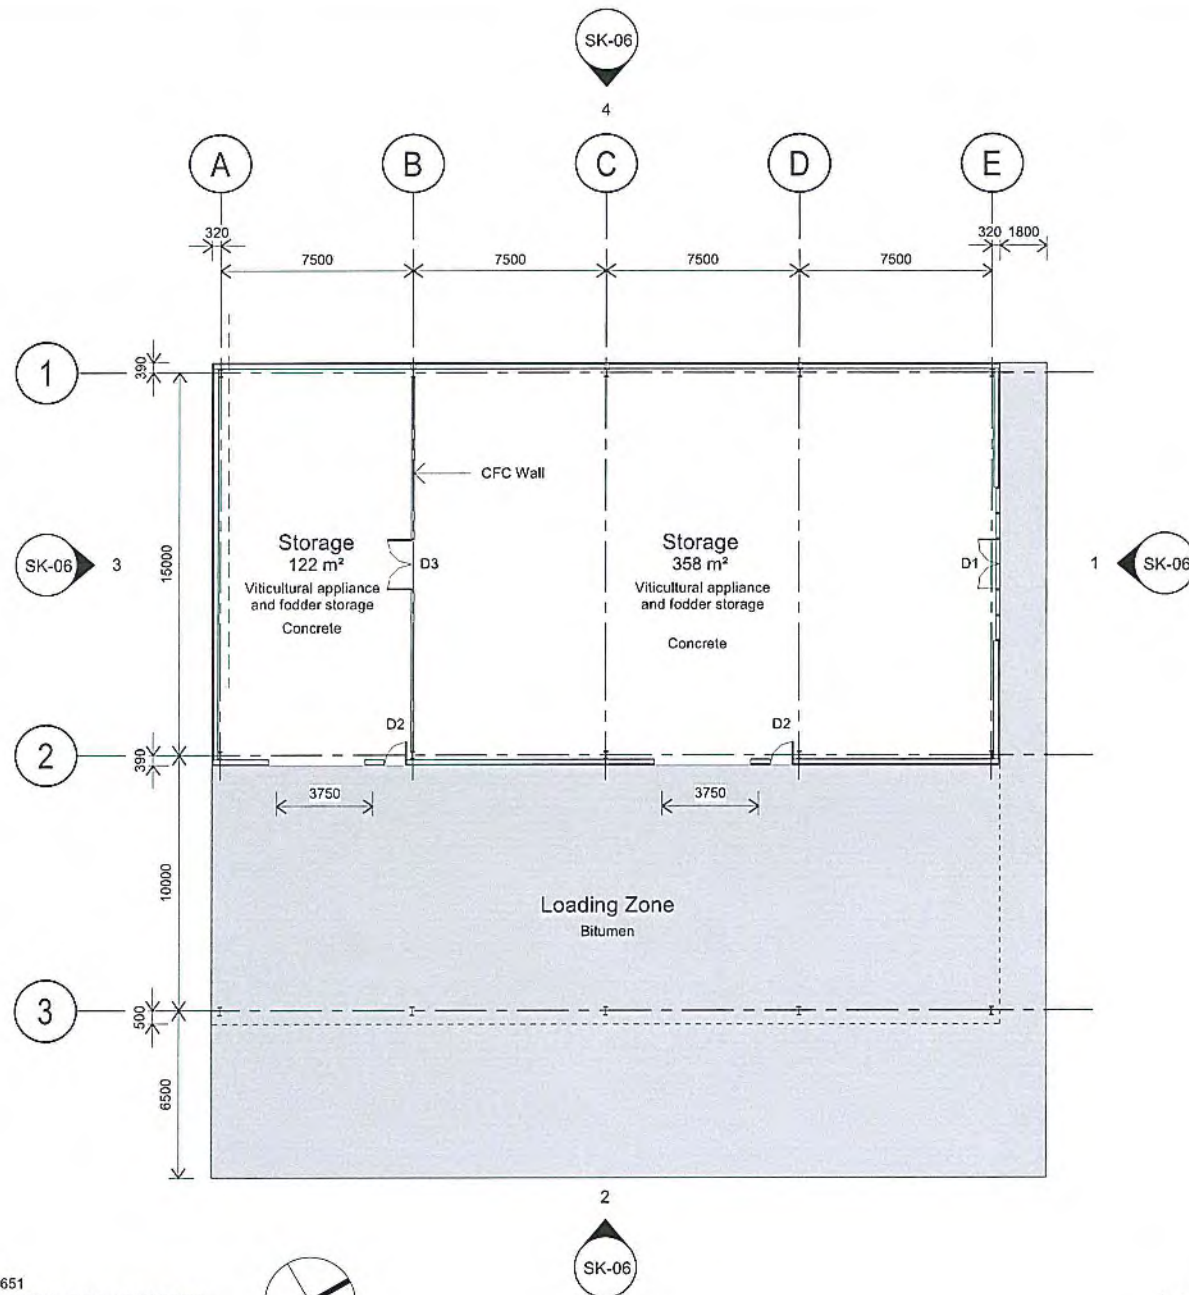 SK-06
4
A B C D E
320 320 1800
7500 7500 7500 7500
1
390
CFC Wall
15000
Storage
122 m²
Viticultural appliance
and fodder storage
Concrete
D3
Storage
358 m²
Viticultural appliance
and fodder storage
Concrete
D1
SK-06 3
1 SK-06
D2 D2
2
390
3750 3750
10000
Loading Zone
Bitumen
3
500
6500
2
SK-06
651